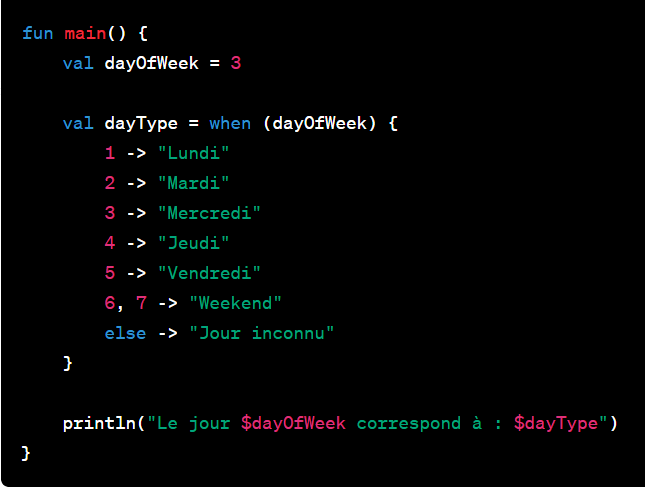 fun main() {
    val dayOfWeek = 3

    val dayType = when (dayOfWeek) {
        1 -> "Lundi"
        2 -> "Mardi"
        3 -> "Mercredi"
        4 -> "Jeudi"
        5 -> "Vendredi"
        6, 7 -> "Weekend"
        else -> "Jour inconnu"
    }

    println("Le jour $dayOfWeek correspond à : $dayType")
}